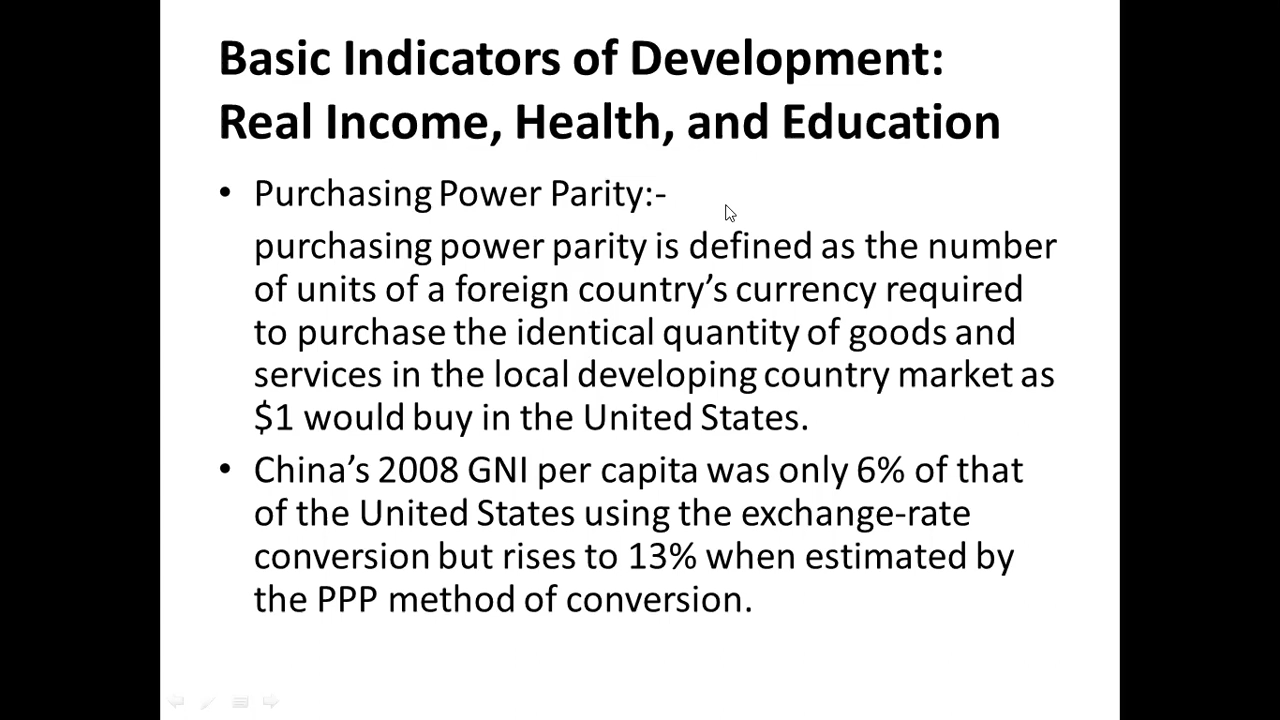 Basic Indicators of Development:
Real Income, Health, and Education
• Purchasing Power Parity:-
purchasing power parity is defined as the number
of units of a foreign country’s currency required
to purchase the identical quantity of goods and
services in the local developing country market as
$1 would buy in the United States.
• China’s 2008 GNI per capita was only 6% of that
of the United States using the exchange-rate
conversion but rises to 13% when estimated by
the PPP method of conversion.